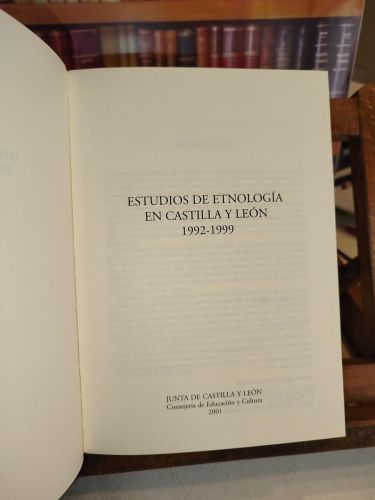 ESTUDIOS DE ETNOLOGÍA
EN CASTILLA Y LEÓN
1992-1999
JUNTA DE CASTILLA Y LEÓN
Consejería de Educación y Cultura
2001